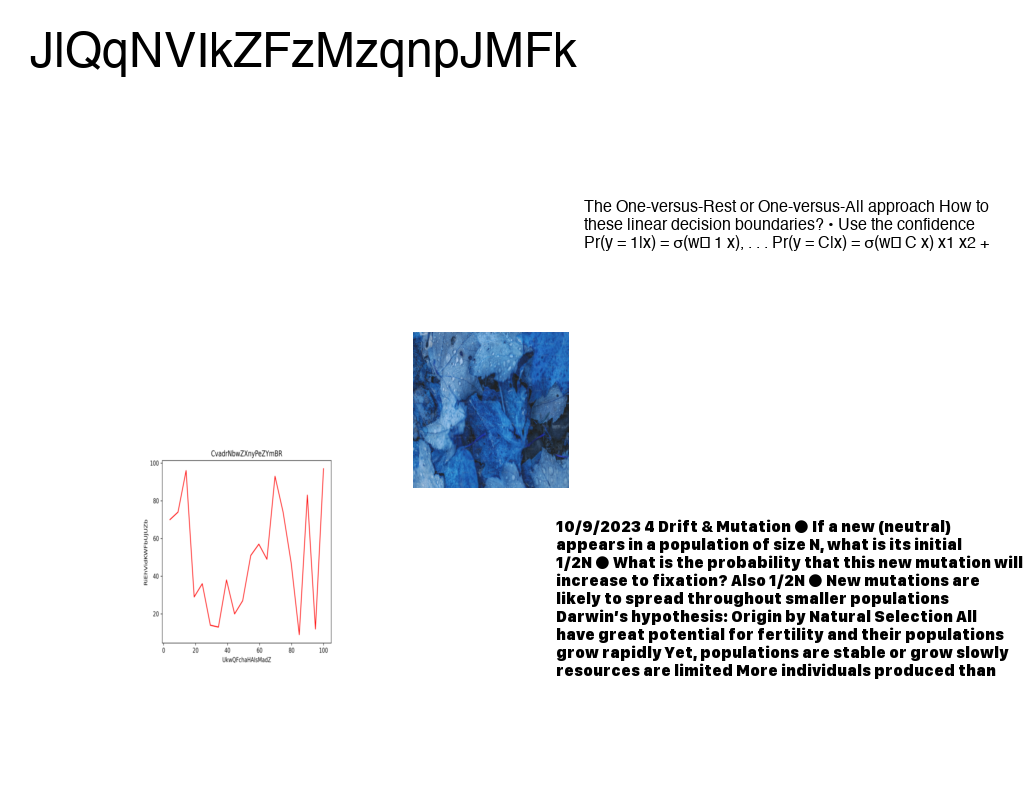 JlQqNVIkZFzMzqnpJMFk
The One-versus-Rest or One-versus-All approach How to
these linear decision boundaries? • Use the confidence
Pr(y = 1|x) = σ(w□ 1 x), . . . Pr(y = C|x) = σ(w□ C x) x1 x2 +
CvadrNbwZXnyPeZYmBR
100
80
60
40
20
0 20 40 60 80 100
UkwQFchaHAlsMadZ
10/9/2023 4 Drift & Mutation ● If a new (neutral)
appears in a population of size N, what is its initial
1/2N ● What is the probability that this new mutation will
increase to fixation? Also 1/2N ● New mutations are
likely to spread throughout smaller populations
Darwin's hypothesis: Origin by Natural Selection All
have great potential for fertility and their populations
grow rapidly Yet, populations are stable or grow slowly
resources are limited More individuals produced than